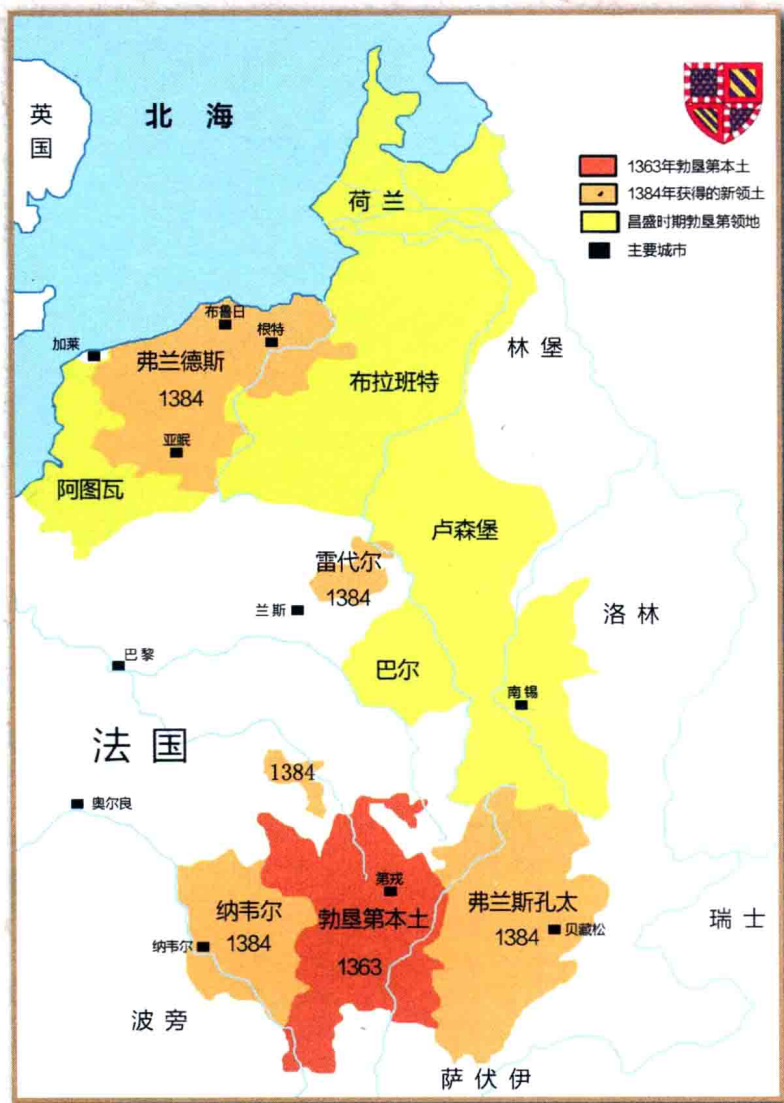 英国
北海
1363年勃垦第本土
1384年获得的新领土
昌盛时期勃垦第领地
主要城市
荷兰
布鲁日
根特
加莱
弗兰德斯
1384
林堡
布拉班特
亚眠
阿图瓦
卢森堡
雷代尔
1384
兰斯
洛林
巴黎
巴尔
南锡
法国
1384
奥尔良
第戎
纳韦尔
1384
勃垦第本土
1363
弗兰斯孔太
1384
贝藏松
瑞士
纳韦尔
波旁
萨伏伊